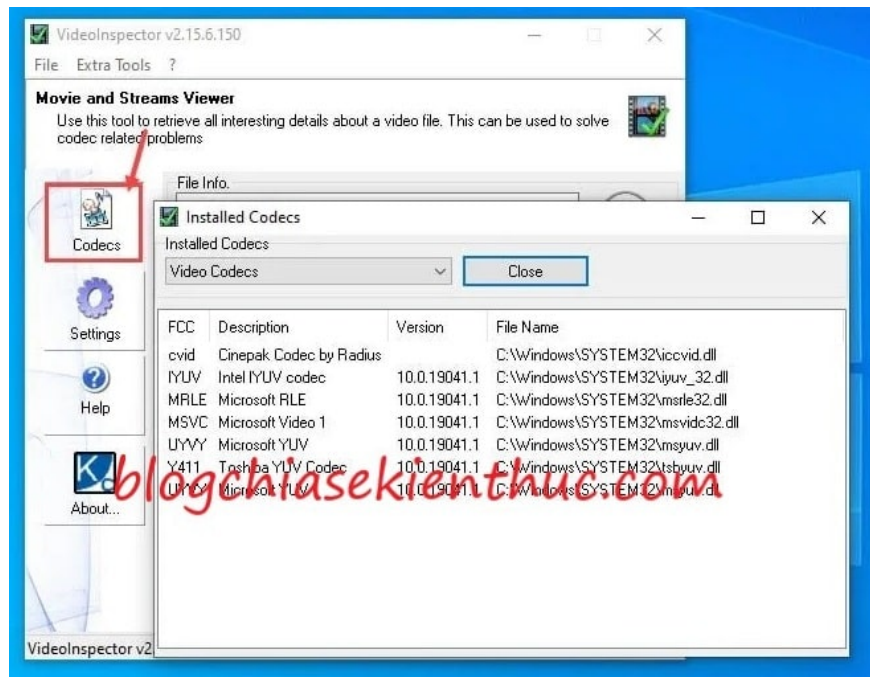 VideoInspector v2.15.6.150
File Extra Tools ?
Movie and Streams Viewer
Use this tool to retrieve all interesting details about a video file. This can be used to solve
codec related problems
File Info.
Codecs
Settings
Help
About...
Installed Codecs
Installed Codecs
Video Codecs
Close
FCC Description Version File Name
cvid Cinepak Codec by Radius C:\Windows\SYSTEM32\iccvid.dll
IYUV Intel IYUV codec 10.0.19041.1 C:\Windows\SYSTEM32\iyuv_32.dll
MRLE Microsoft RLE 10.0.19041.1 C:\Windows\SYSTEM32\msrle32.dll
MSVC Microsoft Video 1 10.0.19041.1 C:\Windows\SYSTEM32\msvidc32.dll
UYVY Microsoft YUV 10.0.19041.1 C:\Windows\SYSTEM32\msyuv.dll
Y411 Toshiba YUV Codec 10.0.19041.1 C:\Windows\SYSTEM32\tsbyuv.dll
Microsoft YUV 10.0.19041.1 C:\Windows\SYSTEM32\msyuv.dll
blogchiasekienthuc.com
VideoInspector v2